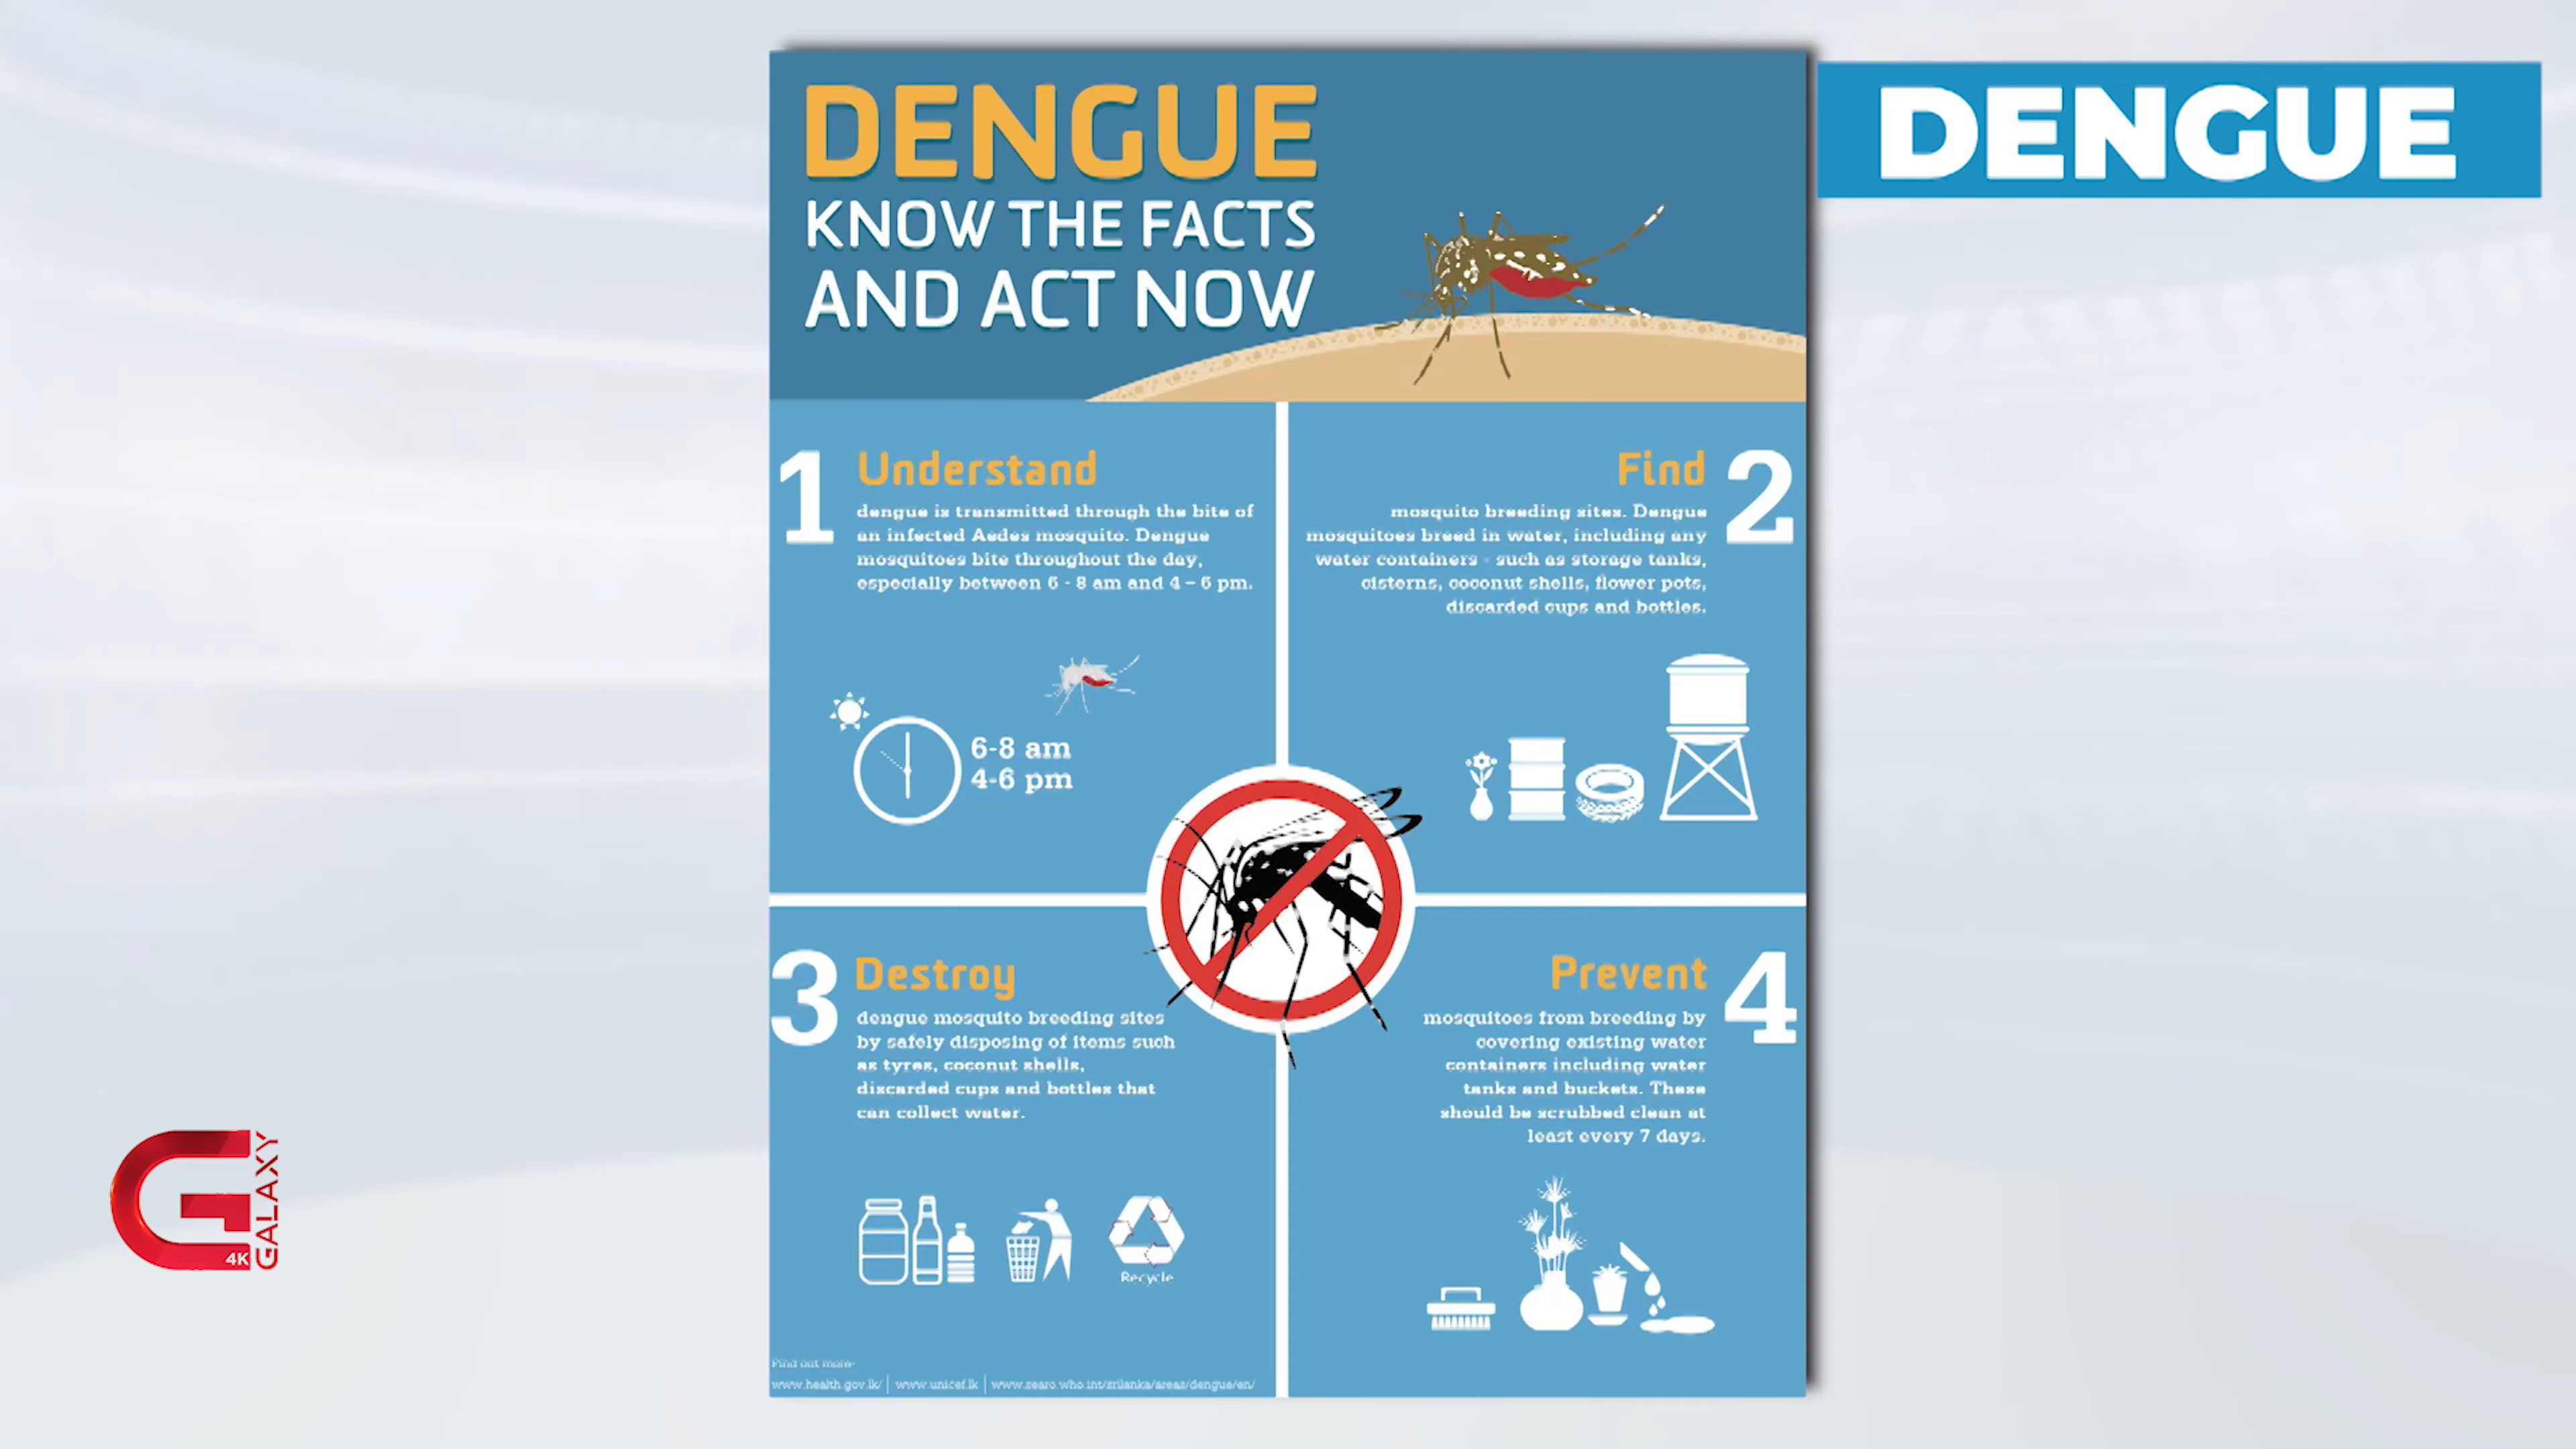 DENGUE
KNOW THE FACTS
AND ACT NOW
DENGUE
1
Understand
dengue is transmitted through the bite of
an infected Aedes mosquito. Dengue
mosquitoes bite throughout the day,
especially between 6 - 8 am and 4 – 6 pm.
6-8 am
4-6 pm
Find
2
mosquito breeding sites. Dengue
mosquitoes breed in water, including any
water containers - such as storage tanks,
cisterns, coconut shells, flower pots,
discarded cups and bottles.
3
Destroy
dengue mosquito breeding sites
by safely disposing of items such
as tyres, coconut shells,
discarded cups and bottles that
can collect water.
Recycle
Prevent
4
mosquitoes from breeding by
covering existing water
containers including water
tanks and buckets. These
should be scrubbed clean at
least every 7 days.
Find out more-
www.health.gov.lk/ | www.unicef.lk | www.searo.who.int/srilanka/areas/dengue/en/
4K
GALAXY